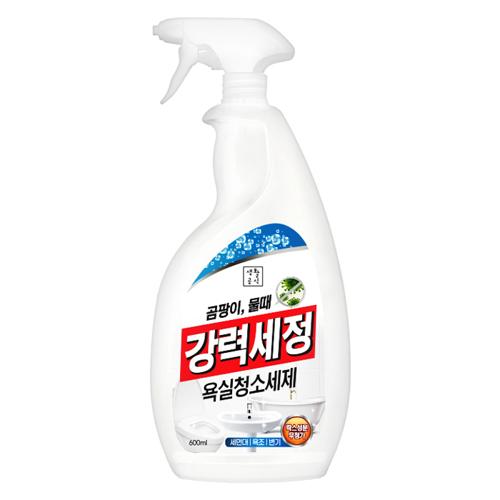 생활
공식
곰팡이, 물때
강력세정
욕실청소세제
600ml
세면대 | 욕조 | 변기
락스성분
무첨가